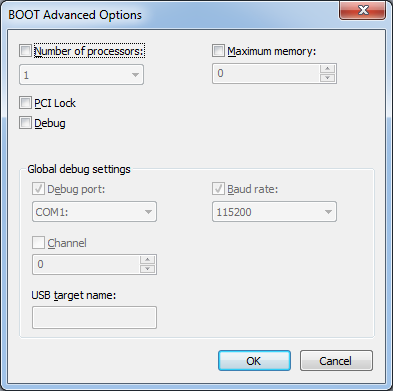 BOOT Advanced Options
Number of processors:
Maximum memory:
1
0
PCI Lock
Debug
Global debug settings
Debug port:
Baud rate:
COM1:
115200
Channel
0
USB target name:
OK
Cancel